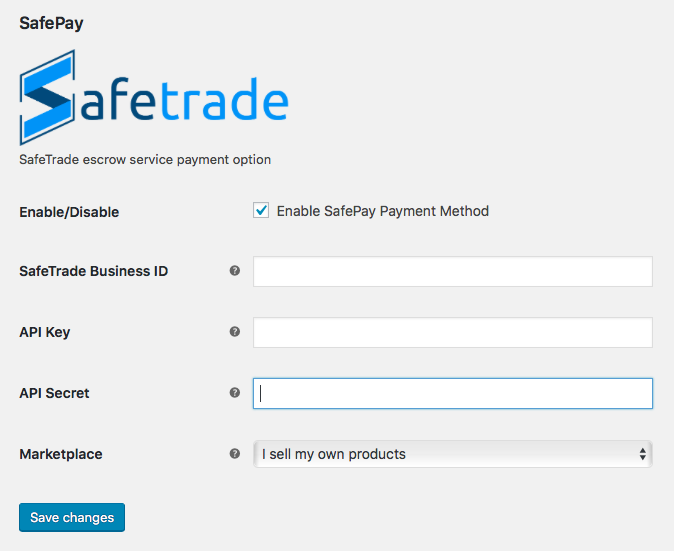 SafePay
Safetrade
SafeTrade escrow service payment option
Enable/Disable Enable SafePay Payment Method
SafeTrade Business ID ?
API Key ?
API Secret ?
Marketplace ? I sell my own products
Save changes